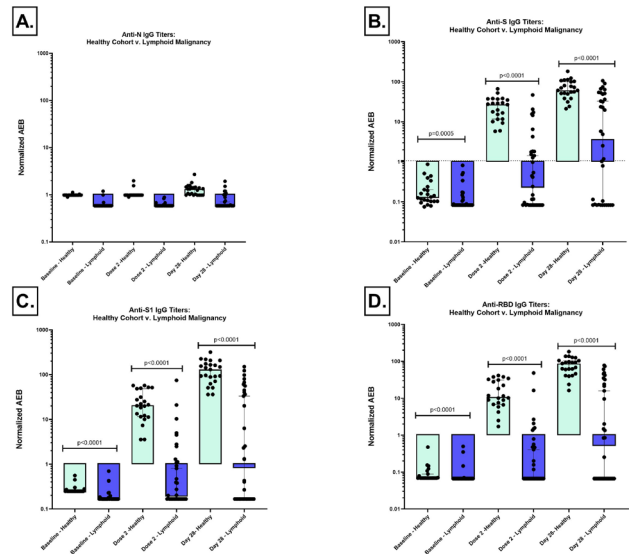 A.
Anti-N IgG Titers:
Healthy Cohort v. Lymphoid Malignancy
Normalized AEB
100
10
1
0.1
Baseline - Healthy
Baseline - Lymphoid
Dose 2 -Healthy
Dose 2 - Lymphoid
Day 28- Healthy
Day 28 - Lymphoid
B.
Anti-S IgG Titers:
Healthy Cohort v. Lymphoid Malignancy
Normalized AEB
1000
100
10
1
0.1
0.01
p=0.0005
p<0.0001
p<0.0001
Baseline - Healthy
Baseline - Lymphoid
Dose 2 -Healthy
Dose 2 - Lymphoid
Day 28- Healthy
Day 28 - Lymphoid
C.
Anti-S1 IgG Titers:
Healthy Cohort v. Lymphoid Malignancy
Normalized AEB
1000
100
10
1
0.1
p<0.0001
p<0.0001
p<0.0001
Baseline - Healthy
Baseline - Lymphoid
Dose 2 -Healthy
Dose 2 - Lymphoid
Day 28- Healthy
Day 28 - Lymphoid
D.
Anti-RBD IgG Titers:
Healthy Cohort v. Lymphoid Malignancy
Normalized AEB
1000
100
10
1
0.1
0.01
p<0.0001
p<0.0001
p<0.0001
Baseline - Healthy
Baseline - Lymphoid
Dose 2 -Healthy
Dose 2 - Lymphoid
Day 28- Healthy
Day 28 - Lymphoid